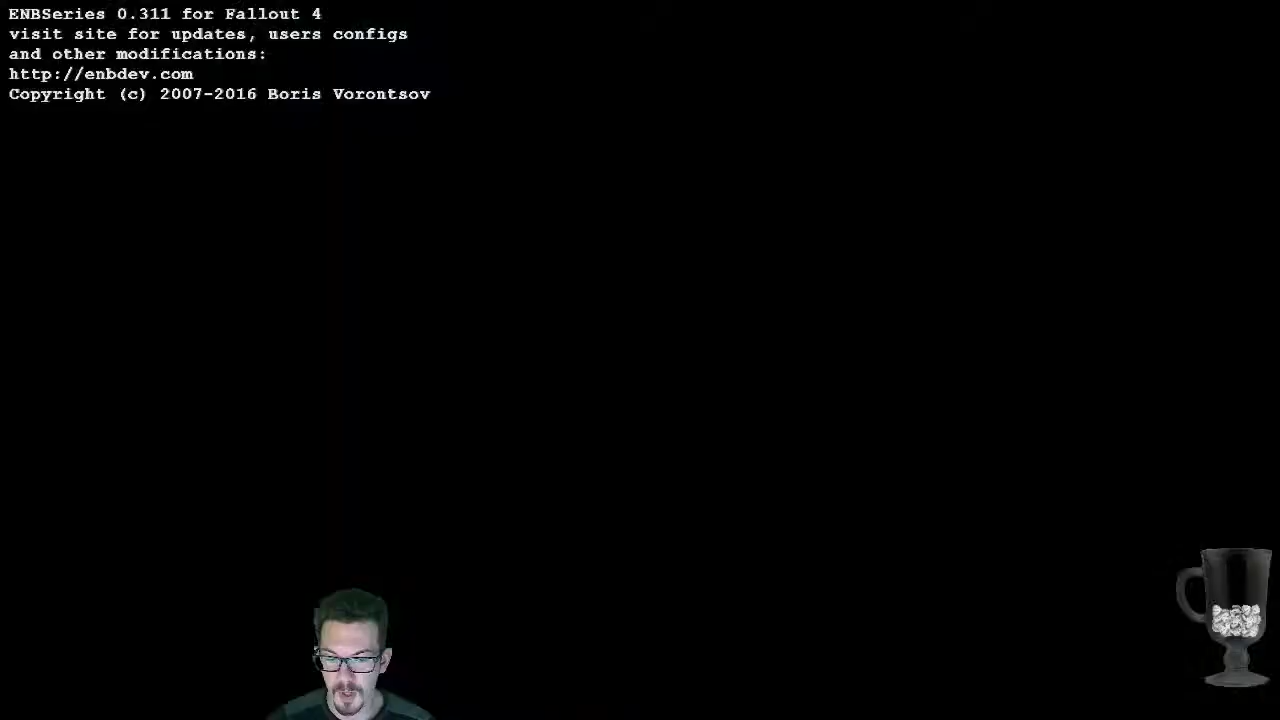 ENBSeries 0.311 for Fallout 4
visit site for updates, users configs
and other modifications:
http://enbdev.com
Copyright (c) 2007-2016 Boris Vorontsov